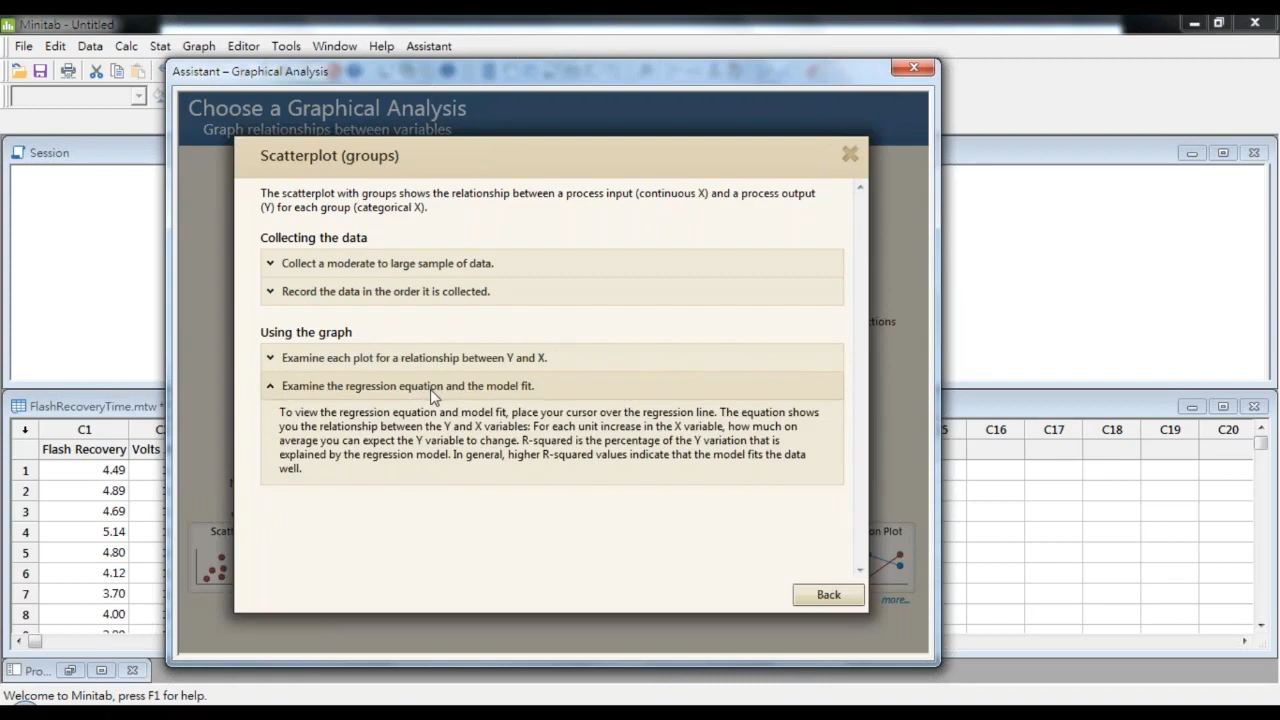 Minitab - Untitled
File Edit Data Calc Stat Graph Editor Tools Window Help Assistant
Assistant – Graphical Analysis
Choose a Graphical Analysis
Graph relationships between variables
Session
Scatterplot (groups)
The scatterplot with groups shows the relationship between a process input (continuous X) and a process output
(Y) for each group (categorical X).
Collecting the data
Collect a moderate to large sample of data.
Record the data in the order it is collected.
Using the graph
Examine each plot for a relationship between Y and X.
Examine the regression equation and the model fit.
To view the regression equation and model fit, place your cursor over the regression line. The equation shows
you the relationship between the Y and X variables: For each unit increase in the X variable, how much on
average you can expect the Y variable to change. R-squared is the percentage of the Y variation that is
explained by the regression model. In general, higher R-squared values indicate that the model fits the data
well.
Back
more...
FlashRecoveryTime.mtw *
C1 C16 C17 C18 C19 C20
Flash Recovery Volts
1 4.49
2 4.89
3 4.69
4 5.14
5 4.80
6 4.12
7 3.70
8 4.00
Plot
Pro...
Welcome to Minitab, press F1 for help.